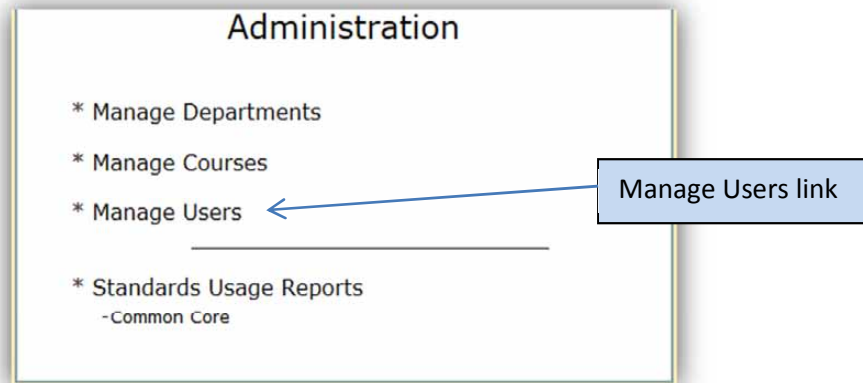 Administration
* Manage Departments
* Manage Courses
* Manage Users
Manage Users link
* Standards Usage Reports
-Common Core